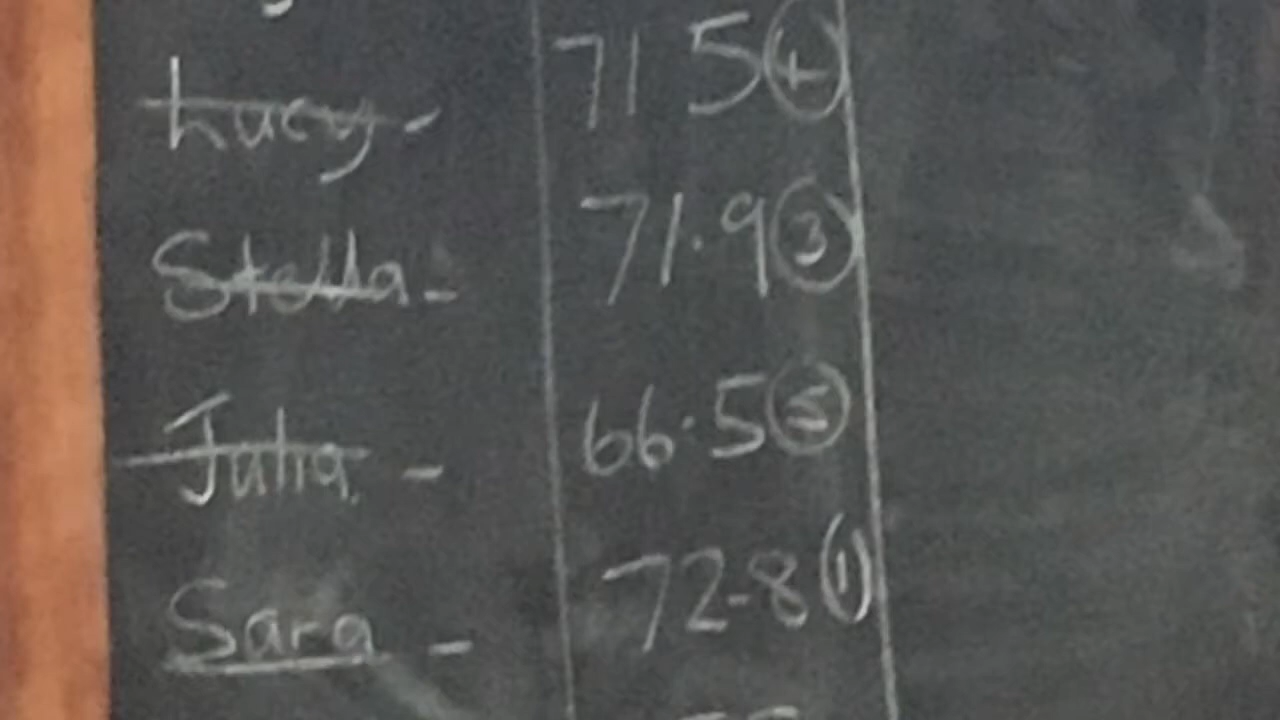 Lucy - 71 5 4
Stella - 71.9 3
Julia - 66.5 5
Sara - 72.8 1